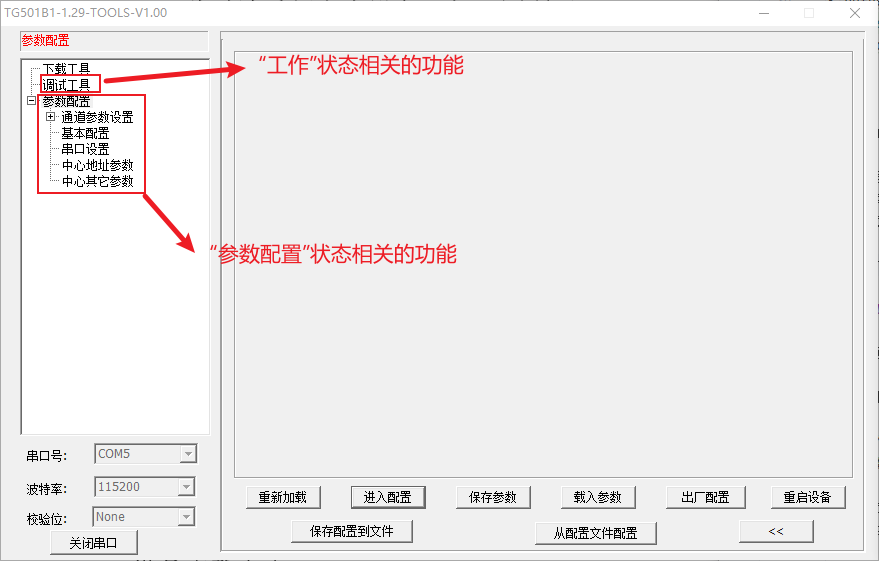 TG501B1-1.29-TOOLS-V1.00
参数配置
下载工具
调试工具
参数配置
通道参数设置
基本配置
串口设置
中心地址参数
中心其它参数
“工作”状态相关的功能
“参数配置”状态相关的功能
串口号:
COM5
波特率:
115200
校验位:
None
关闭串口
重新加载
进入配置
保存参数
载入参数
出厂配置
重启设备
保存配置到文件
从配置文件配置
<<